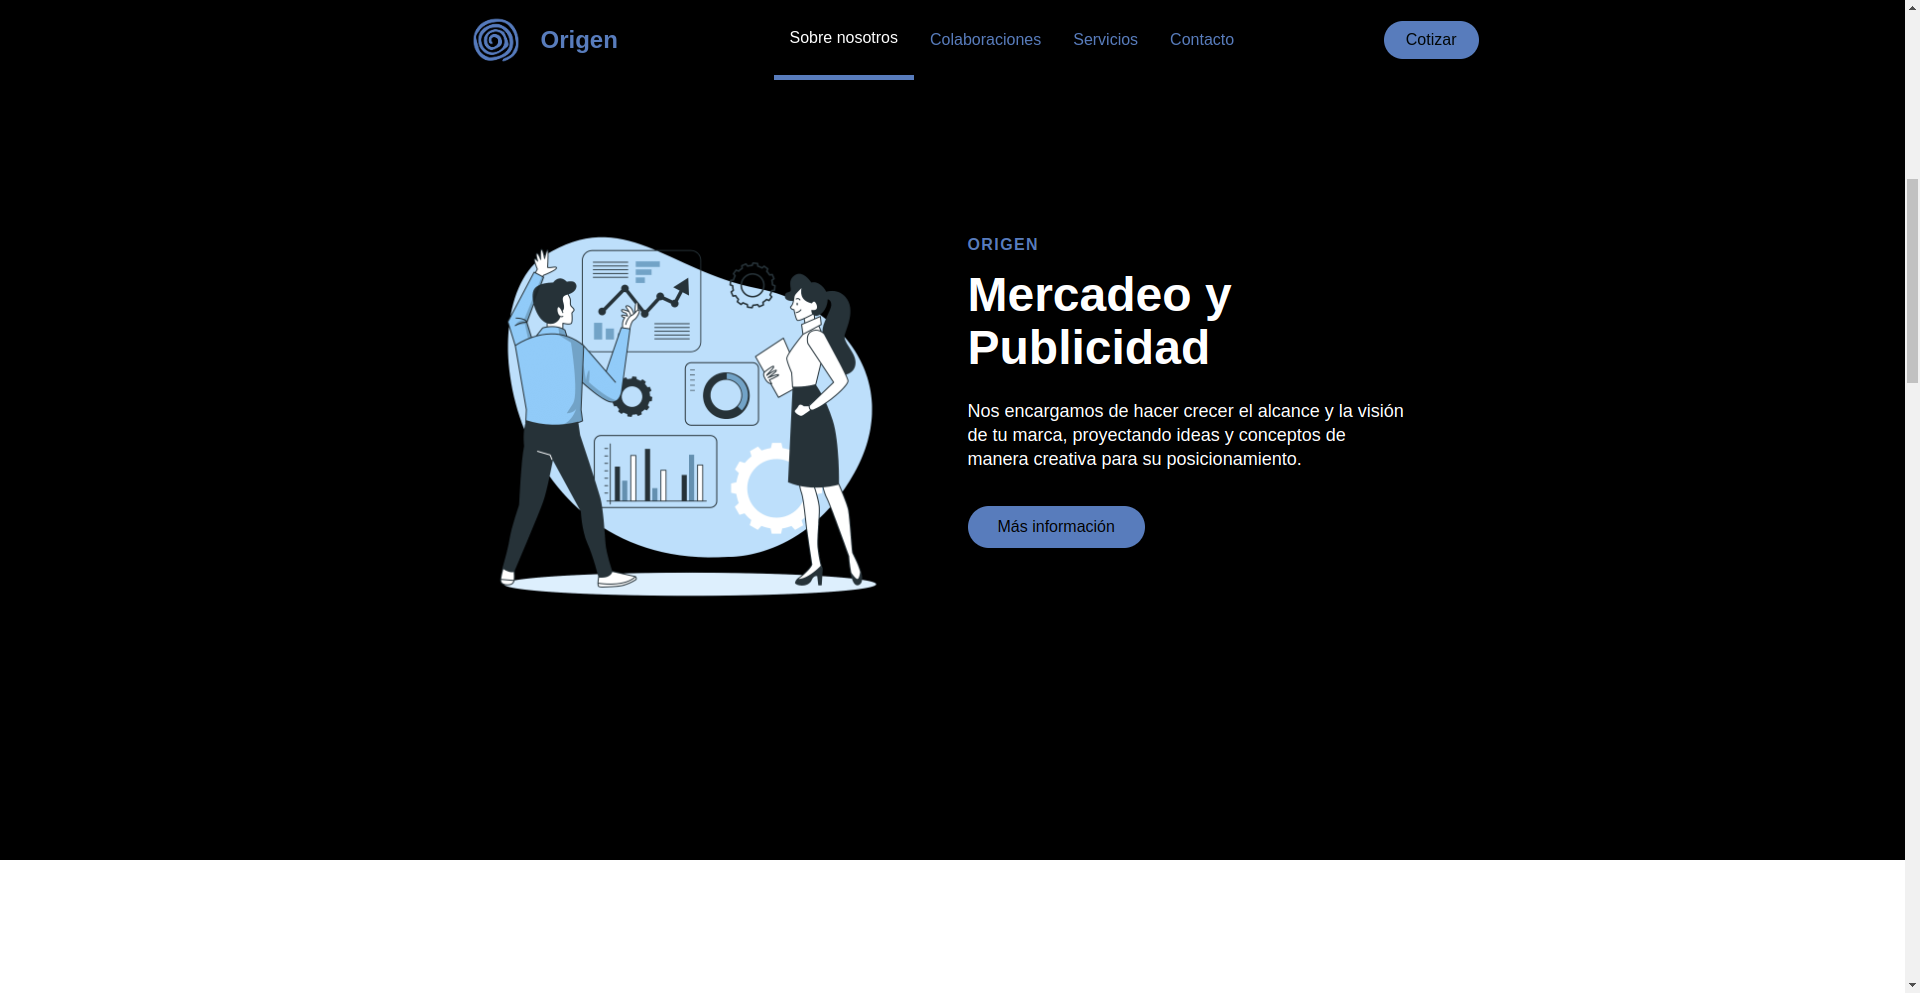 Origen
Sobre nosotros
Colaboraciones
Servicios
Contacto
Cotizar
ORIGEN
Mercadeo y
Publicidad
Nos encargamos de hacer crecer el alcance y la visión
de tu marca, proyectando ideas y conceptos de
manera creativa para su posicionamiento.
Más información